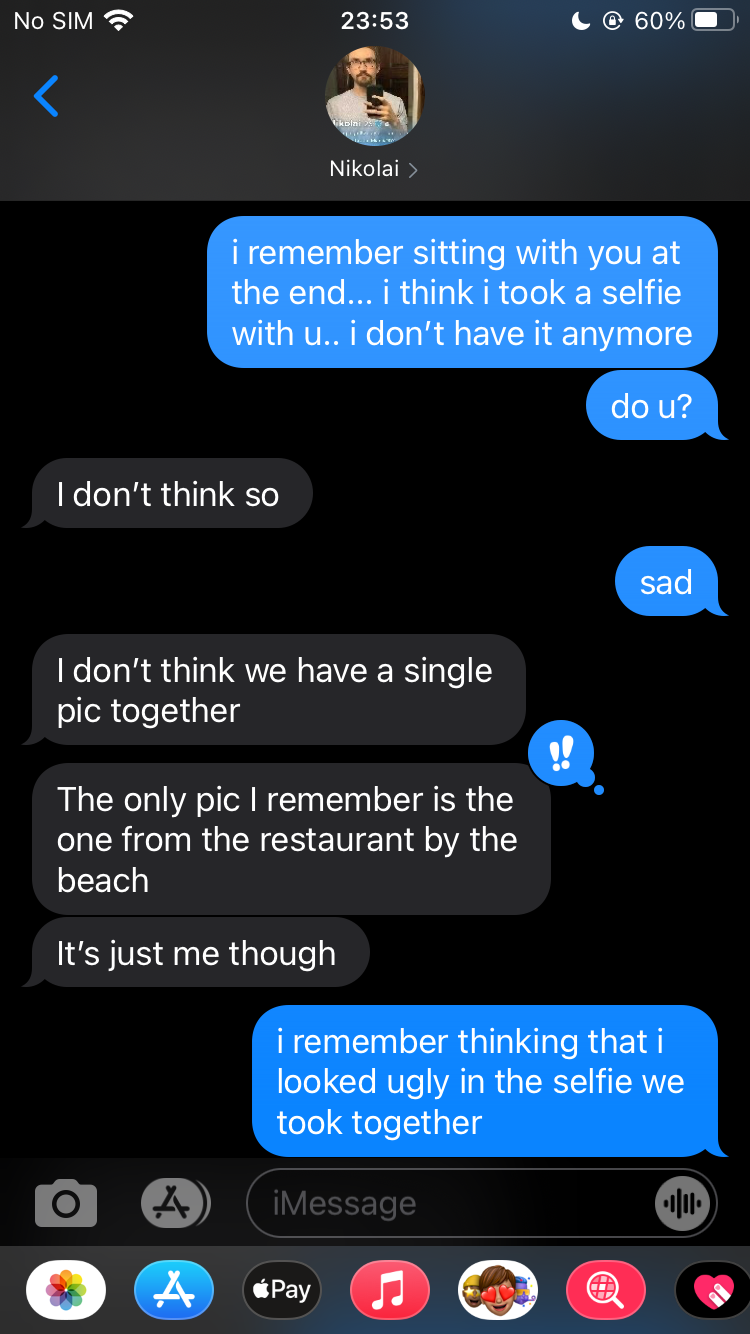 No SIM 23:53 60%
Nikolai
i remember sitting with you at
the end... i think i took a selfie
with u.. i don’t have it anymore
do u?
I don’t think so
sad
I don’t think we have a single
pic together
!!
The only pic I remember is the
one from the restaurant by the
beach
It’s just me though
i remember thinking that i
looked ugly in the selfie we
took together
iMessage
Pay